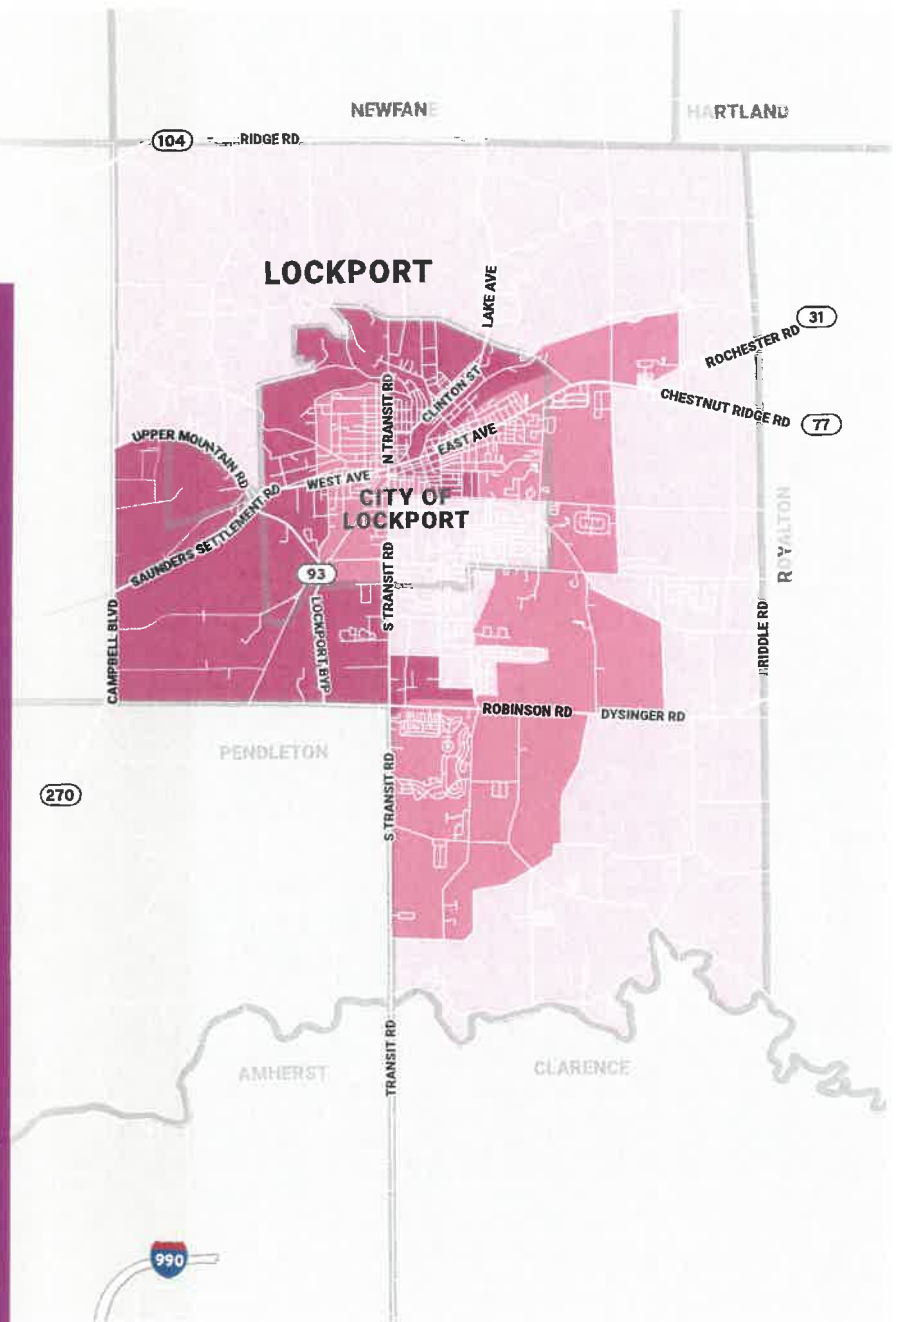 NEWFANE
HARTLAND
104
RIDGE RD
LOCKPORT
LAKE AVE
31
ROCHESTER RD
CHESTNUT RIDGE RD
77
N TRANSIT RD
CLINTON ST
EAST AVE
UPPER MOUNTAIN RD
WEST AVE
CITY OF
LOCKPORT
SAUNDERS SETTLEMENT RD
ROYALTON
93
S TRANSIT RD
CAMPBELL BLVD
LOCKPORT BYP
RIDDLE RD
ROBINSON RD
DYSINGER RD
PENDLETON
270
S TRANSIT RD
AMHERST
TRANSIT RD
CLARENCE
990